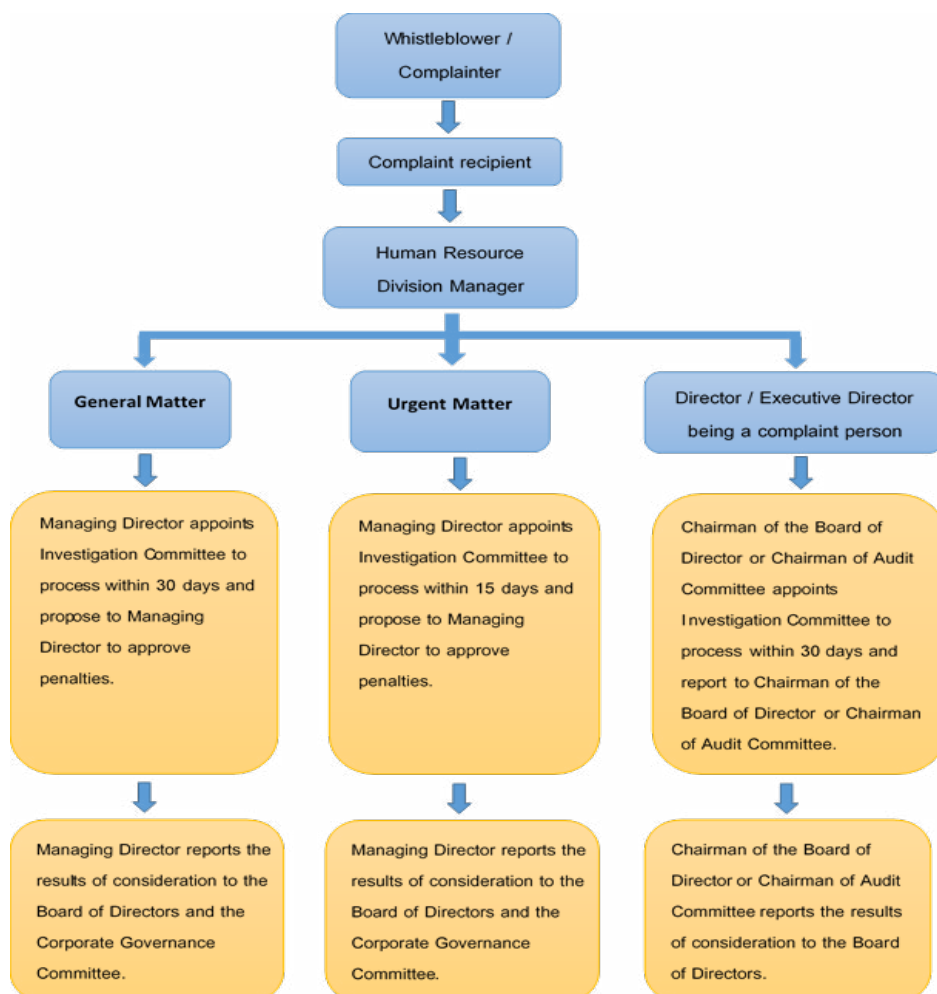 Whistleblower /
Complainter
Complaint recipient
Human Resource
Division Manager
General Matter
Urgent Matter
Director / Executive Director
being a complaint person
Managing Director appoints
Investigation Committee to
process within 30 days and
propose to Managing
Director to approve
penalties.
Managing Director appoints
Investigation Committee to
process within 15 days and
propose to Managing
Director to approve
penalties.
Chairman of the Board of
Director or Chairman of Audit
Committee appoints
Investigation Committee to
process within 30 days and
report to Chairman of the
Board of Director or Chairman
of Audit Committee.
Managing Director reports the
results of consideration to the
Board of Directors and the
Corporate Governance
Committee.
Managing Director reports the
results of consideration to the
Board of Directors and the
Corporate Governance
Committee.
Chairman of the Board of
Director or Chairman of Audit
Committee reports the results
of consideration to the Board
of Directors.